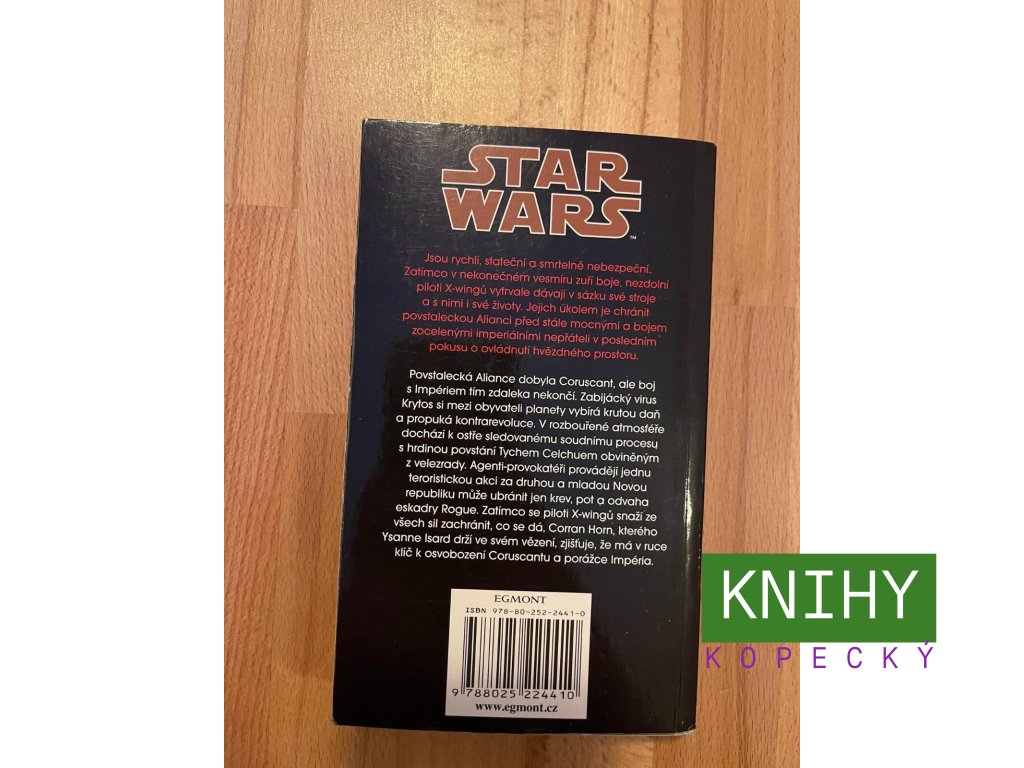 STAR
WARS
™
Jsou rychlí, stateční a smrtelně nebezpeční.
Zatímco v nekonečném vesmíru zuří boje, nezdolní
piloti X-wingů vytrvale dávají v sázku své stroje
a s nimi i své životy. Jejich úkolem je chránit
povstaleckou Alianci před stále mocnými a bojem
zocelenými imperiálními nepřáteli v posledním
pokusu o ovládnutí hvězdného prostoru.
Povstalecká Aliance dobyla Coruscant, ale boj
s Impériem tím zdaleka nekončí. Zabijácký virus
Krytos si mezi obyvateli planety vybírá krutou daň
a propuká kontrarevoluce. V rozbouřené atmosféře
dochází k ostře sledovanému soudnímu procesu
s hrdinou povstání Tychem Celchuem obviněným
z velezrady. Agenti-provokatéři provádějí jednu
teroristickou akci za druhou a mladou Novou
republiku může ubránit jen krev, pot a odvaha
eskadry Rogue. Zatímco se piloti X-wingů snaží ze
všech sil zachránit, co se dá, Corran Horn, kterého
Ysanne Isard drží ve svém vězení, zjišťuje, že má v ruce
klíč k osvobození Coruscantu a porážce Impéria.
EGMONT
ISBN 978-80-252-2441-0
9 788025 224410
www.egmont.cz
KNIHY
KOPECKÝ